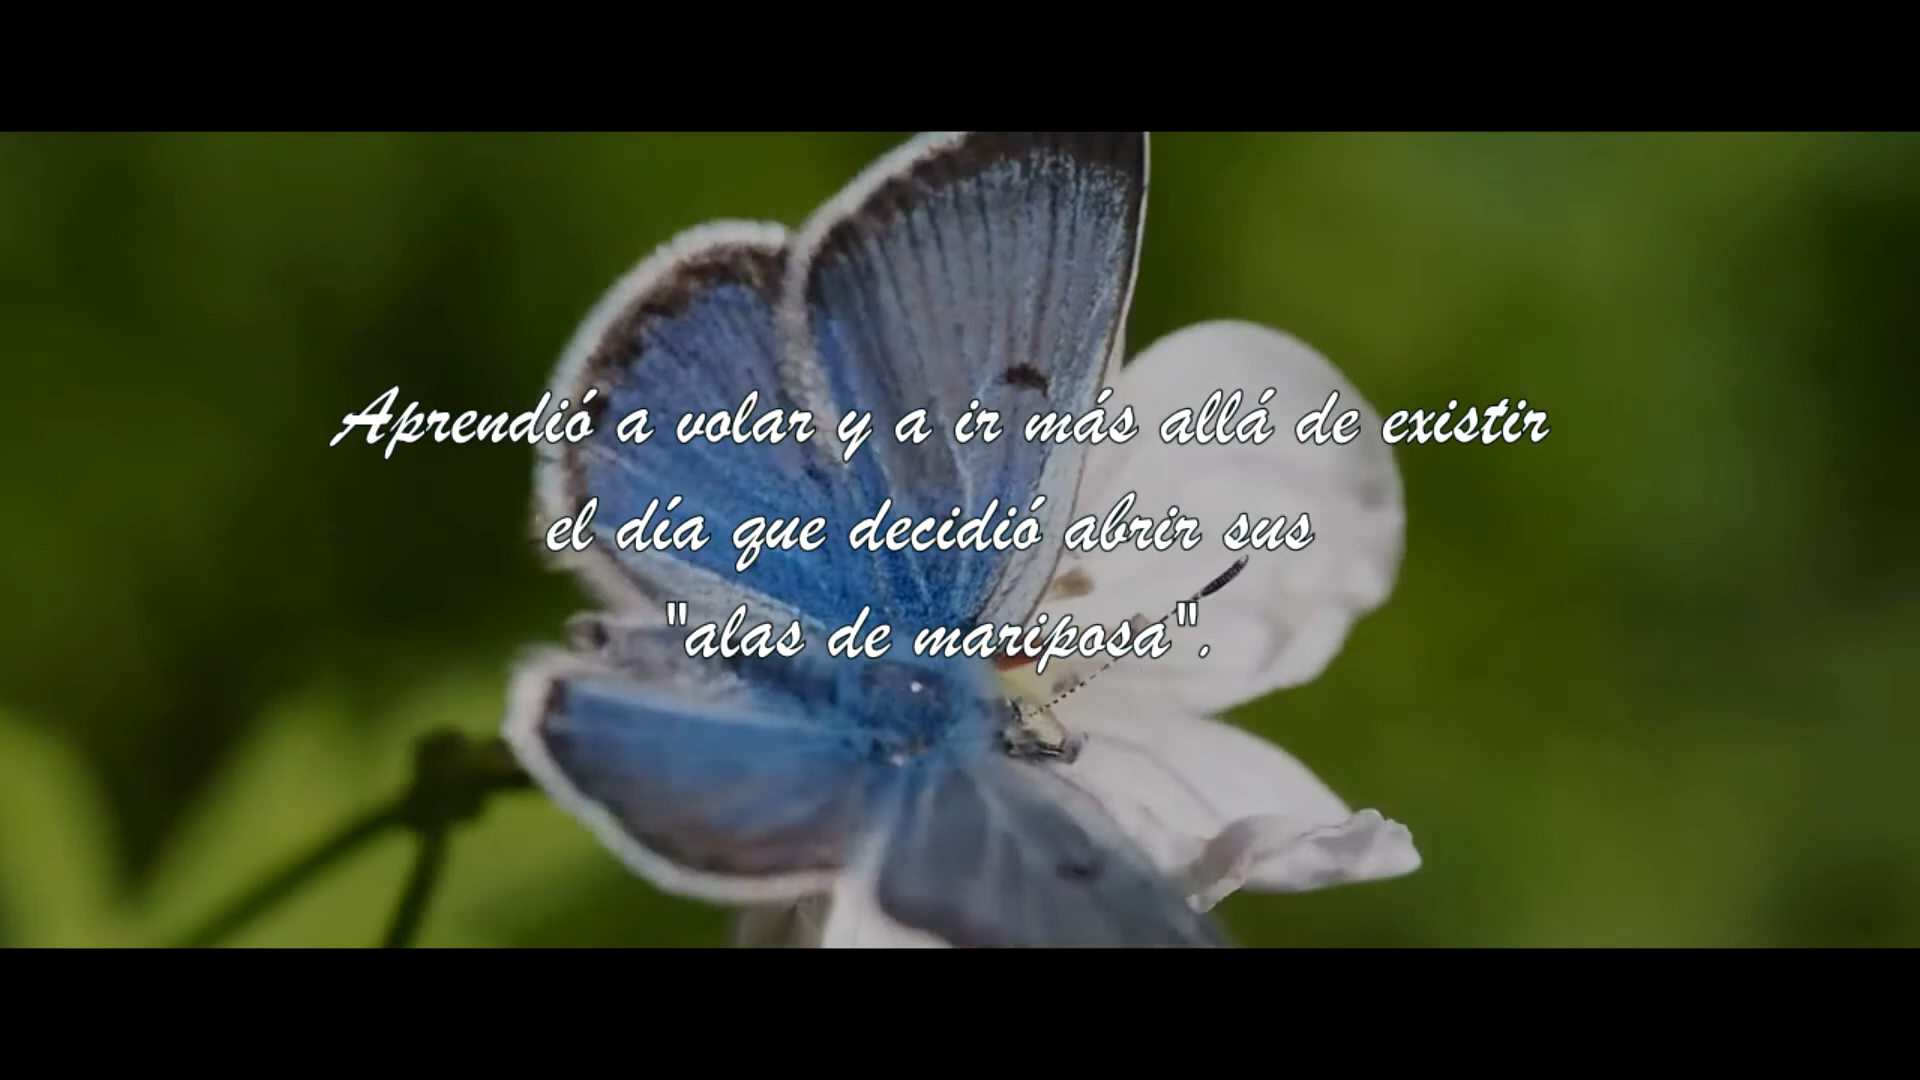 Aprendió a volar y a ir más allá de existir
el día que decidió abrir sus
"alas de mariposa".